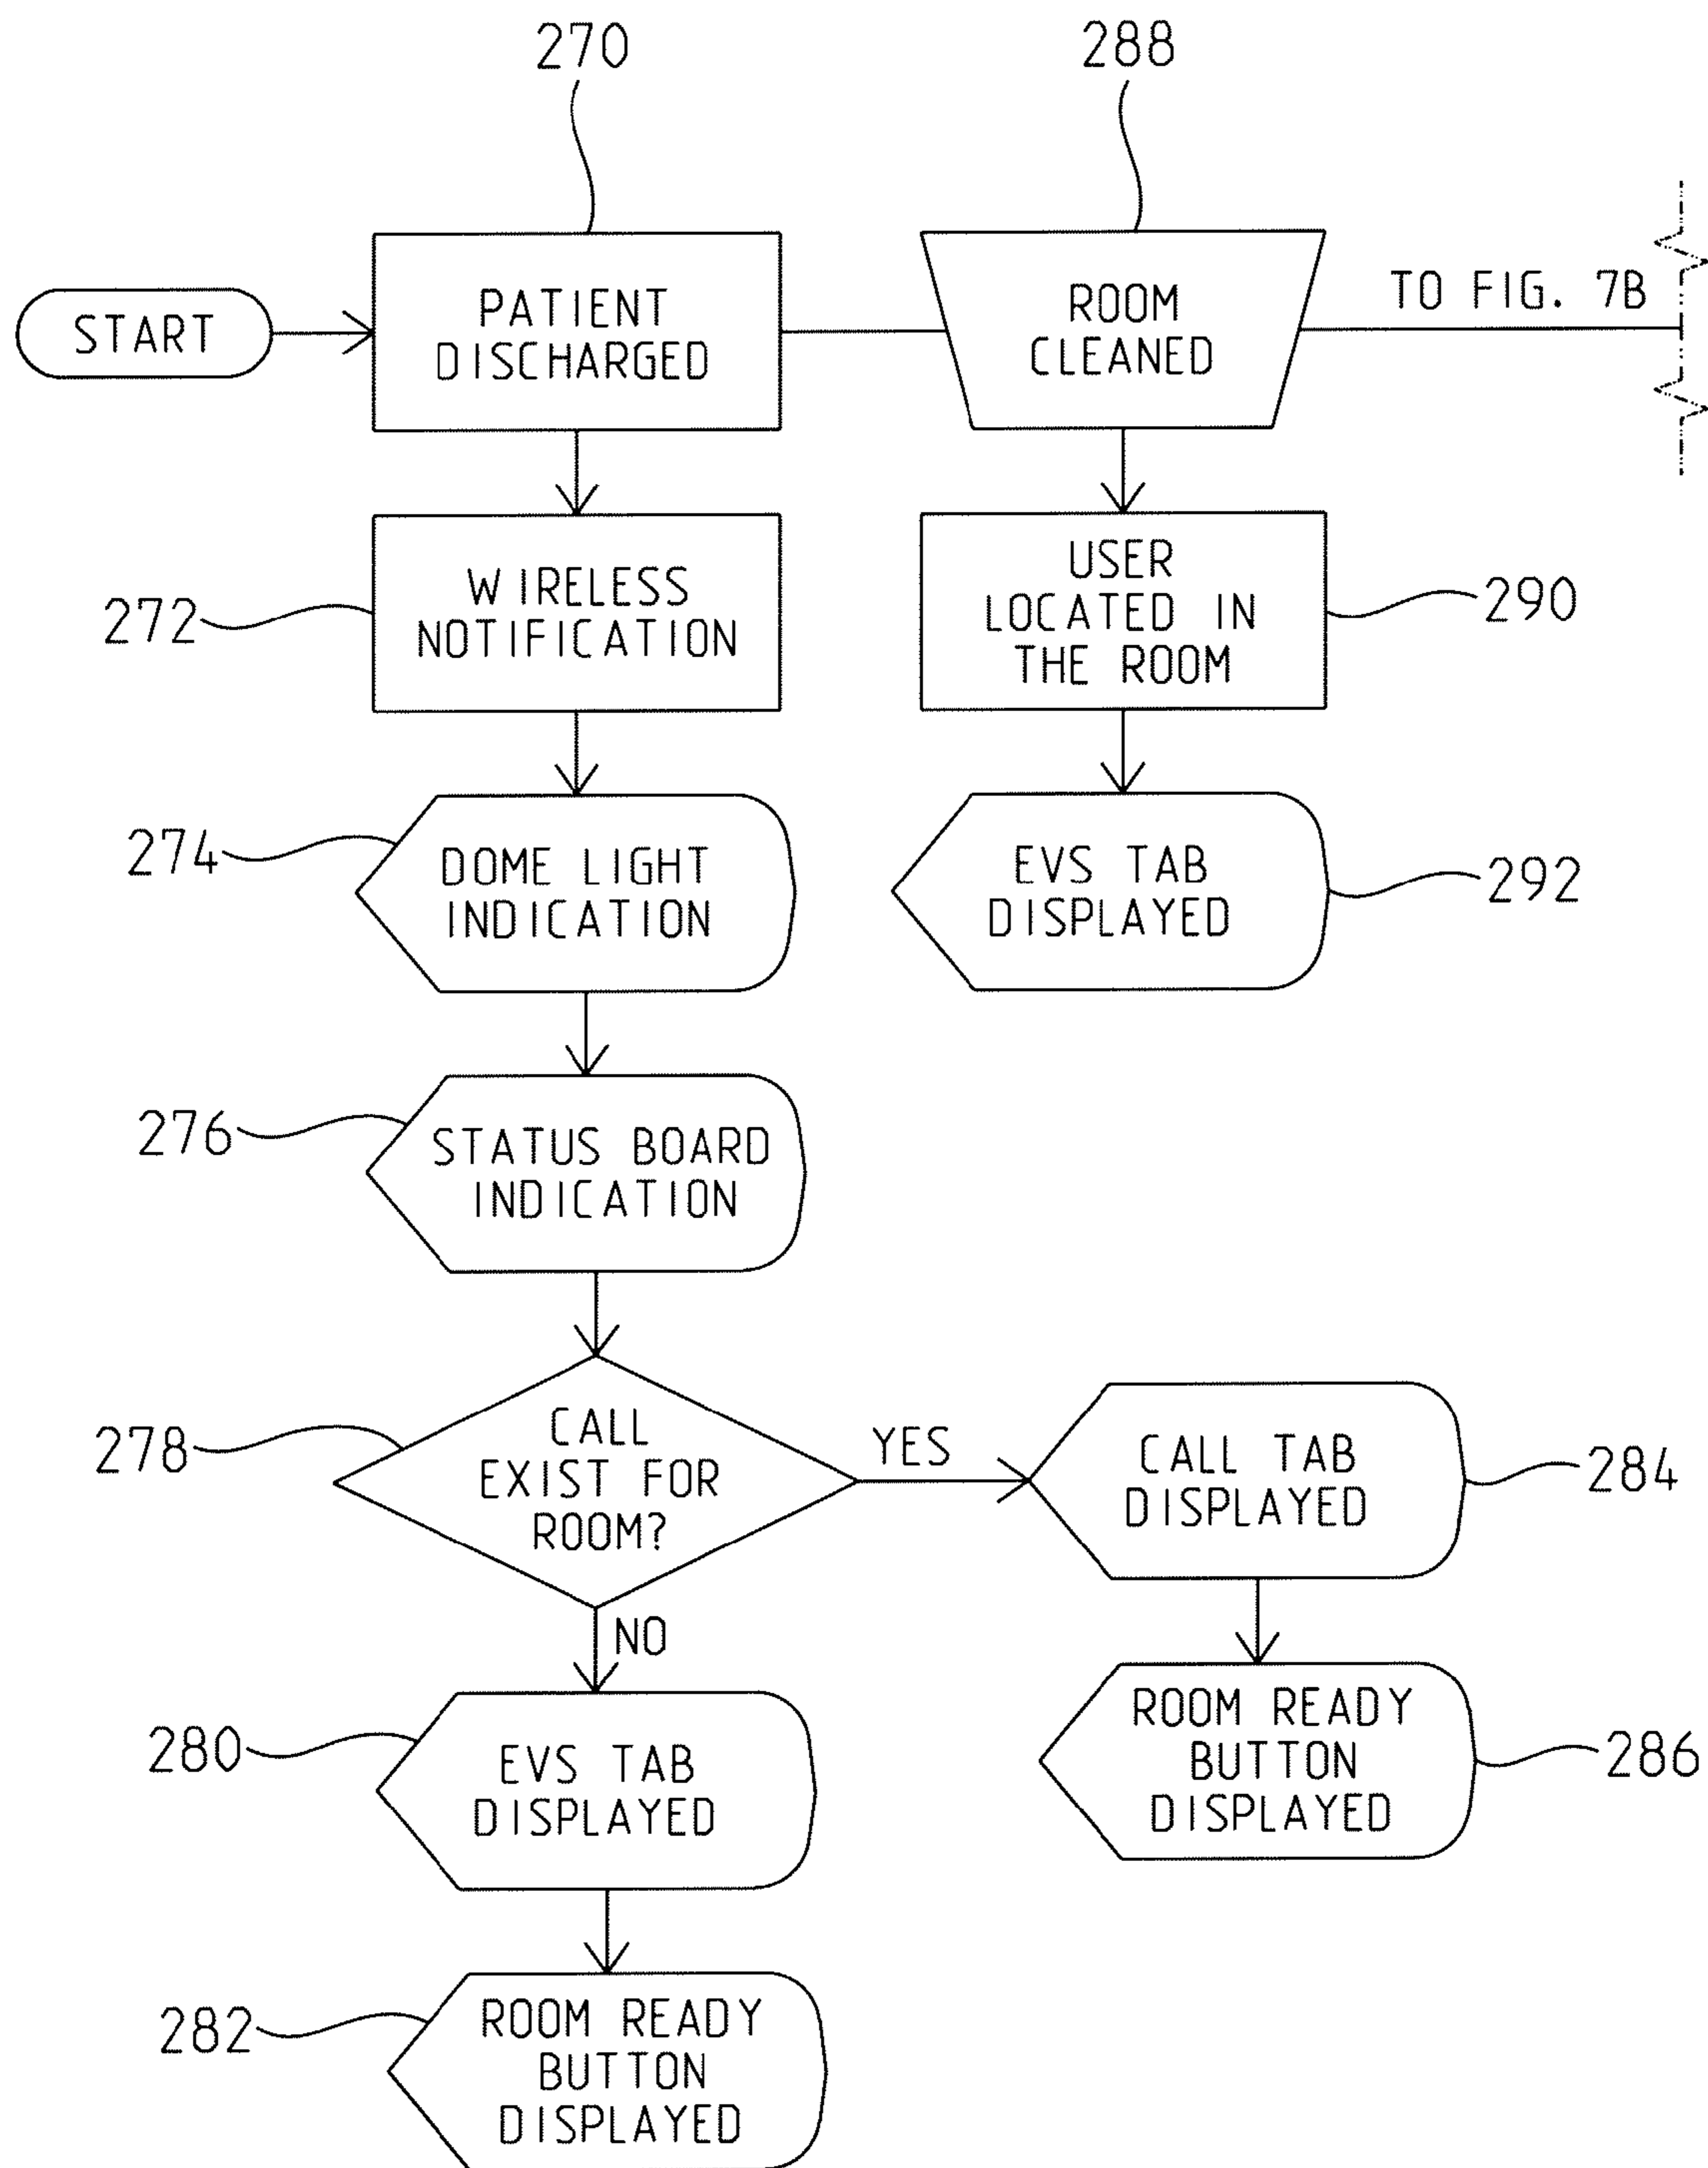 270
288
START
PATIENT
DISCHARGED
ROOM
CLEANED
TO FIG. 7B
272
WIRELESS
NOTIFICATION
USER
LOCATED IN
THE ROOM
290
274
DOME LIGHT
INDICATION
EVS TAB
DISPLAYED
292
276
STATUS BOARD
INDICATION
278
CALL
EXIST FOR
ROOM?
YES
CALL TAB
DISPLAYED
284
NO
280
EVS TAB
DISPLAYED
ROOM READY
BUTTON
DISPLAYED
286
282
ROOM READY
BUTTON
DISPLAYED